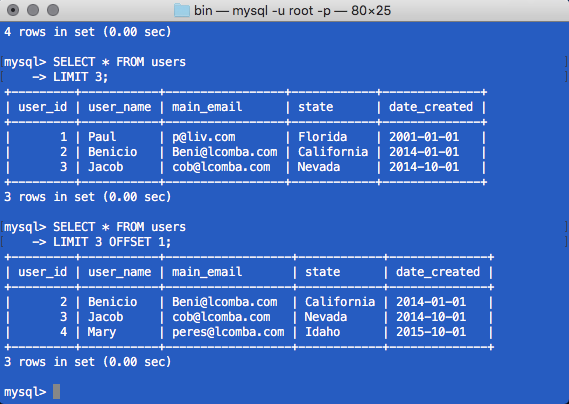 bin — mysql -u root -p — 80×25
4 rows in set (0.00 sec)
mysql> SELECT * FROM users
    -> LIMIT 3;
+---------+-----------+----------------+------------+--------------+
| user_id | user_name | main_email     | state      | date_created |
+---------+-----------+----------------+------------+--------------+
|       1 | Paul      | p@liv.com      | Florida    | 2001-01-01   |
|       2 | Benicio   | Beni@lcomba.com | California | 2014-01-01   |
|       3 | Jacob     | cob@lcomba.com | Nevada     | 2014-10-01   |
+---------+-----------+----------------+------------+--------------+
3 rows in set (0.00 sec)
mysql> SELECT * FROM users
    -> LIMIT 3 OFFSET 1;
+---------+-----------+-----------------+------------+--------------+
| user_id | user_name | main_email      | state      | date_created |
+---------+-----------+-----------------+------------+--------------+
|       2 | Benicio   | Beni@lcomba.com | California | 2014-01-01   |
|       3 | Jacob     | cob@lcomba.com  | Nevada     | 2014-10-01   |
|       4 | Mary      | peres@lcomba.com | Idaho      | 2015-10-01   |
+---------+-----------+-----------------+------------+--------------+
3 rows in set (0.00 sec)
mysql>